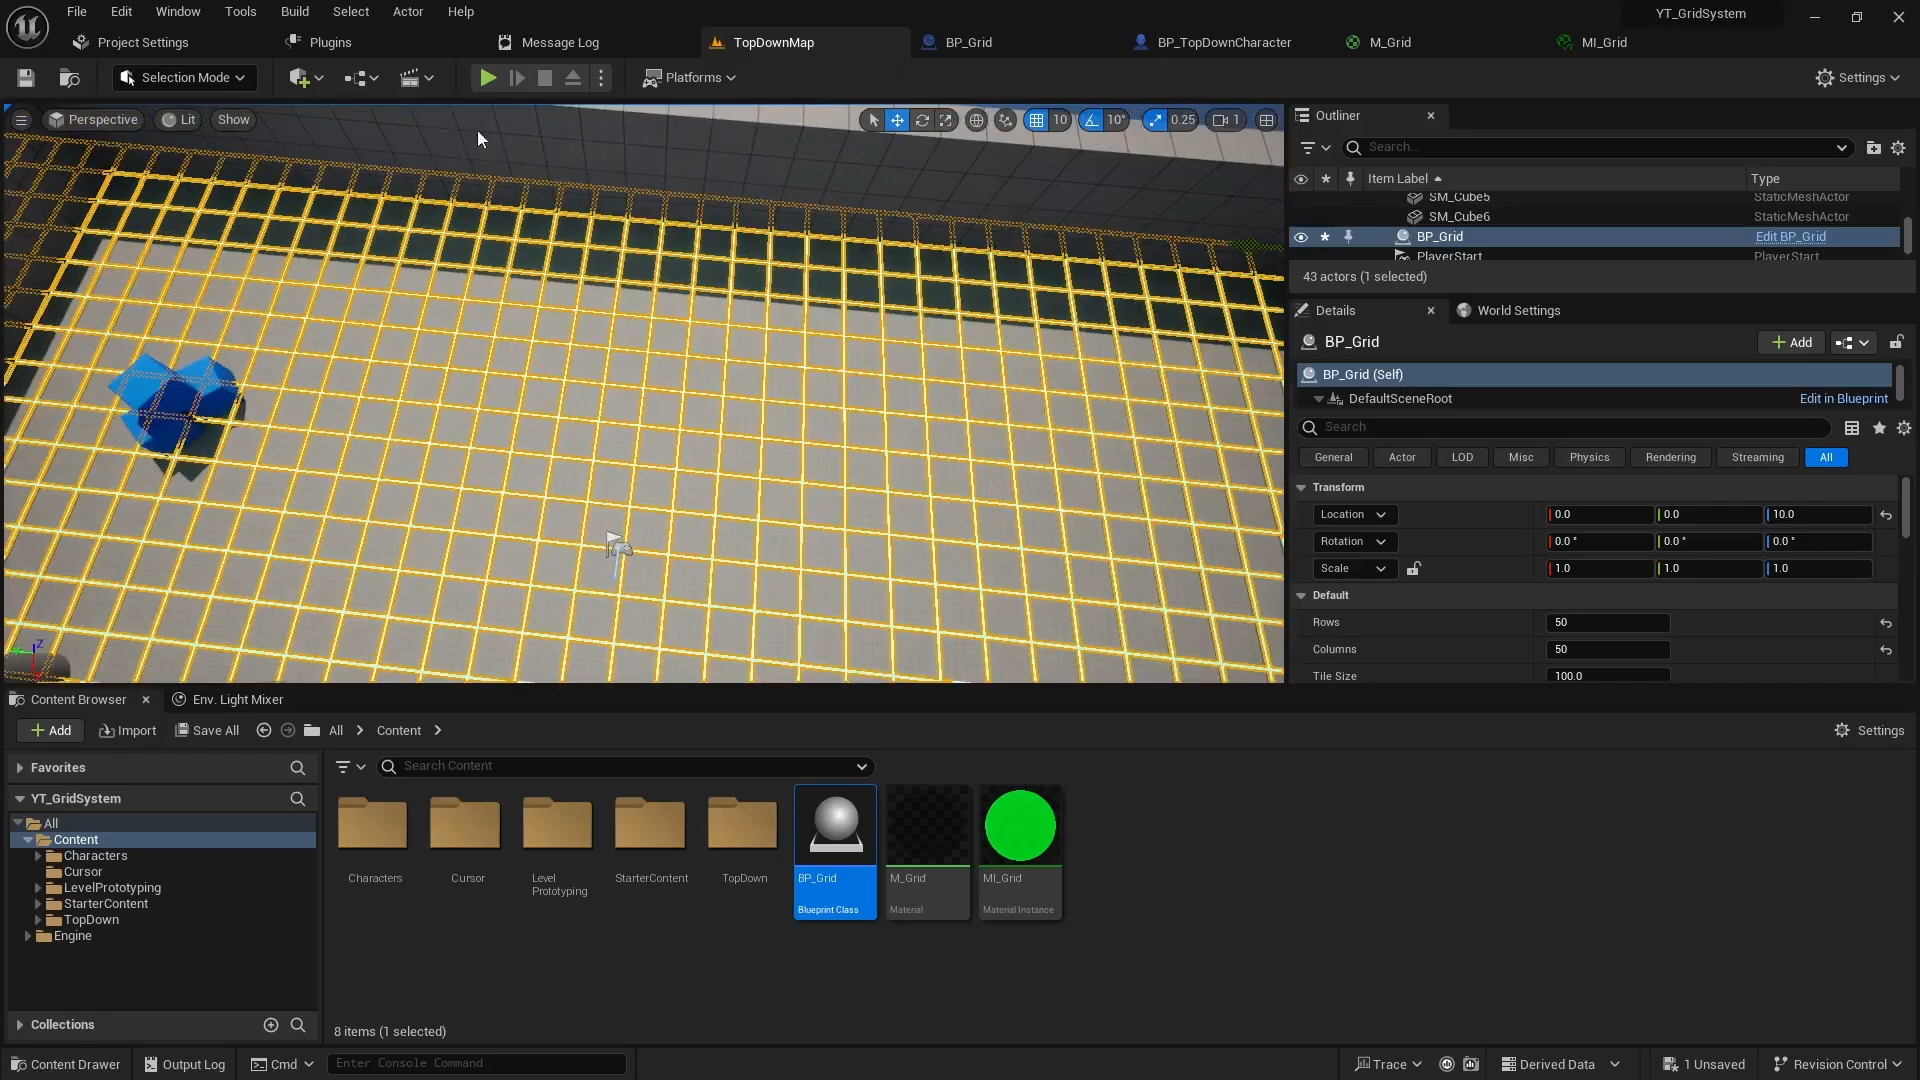 File Edit Window Tools Build Select Actor Help
YT_GridSystem
Project Settings
Plugins
Message Log
TopDownMap
BP_Grid
BP_TopDownCharacter
M_Grid
MI_Grid
Selection Mode
Platforms
Settings
Perspective
Lit
Show
10
10°
0.25
1
Outliner
Search...
Item Label
Type
SM_Cube5 StaticMeshActor
SM_Cube6 StaticMeshActor
BP_Grid Edit BP_Grid
PlayerStart PlayerStart
43 actors (1 selected)
Details
World Settings
BP_Grid
Add
BP_Grid (Self)
DefaultSceneRoot Edit in Blueprint
Search
General Actor LOD Misc Physics Rendering Streaming All
Transform
Location 0.0 0.0 10.0
Rotation 0.0 ° 0.0 ° 0.0 °
Scale 1.0 1.0 1.0
Default
Rows 50
Columns 50
Tile Size 100.0
Z
Content Browser
Env. Light Mixer
Add Import Save All All Content
Settings
Favorites
Search Content
YT_GridSystem
All
Content
Characters
Cursor
LevelPrototyping
StarterContent
TopDown
Engine
Collections
Characters
Cursor
Level
Prototyping
StarterContent
TopDown
BP_Grid
Blueprint Class
M_Grid
Material
MI_Grid
Material Instance
8 items (1 selected)
Content Drawer
Output Log
Cmd
Enter Console Command
Trace
Derived Data
1 Unsaved
Revision Control